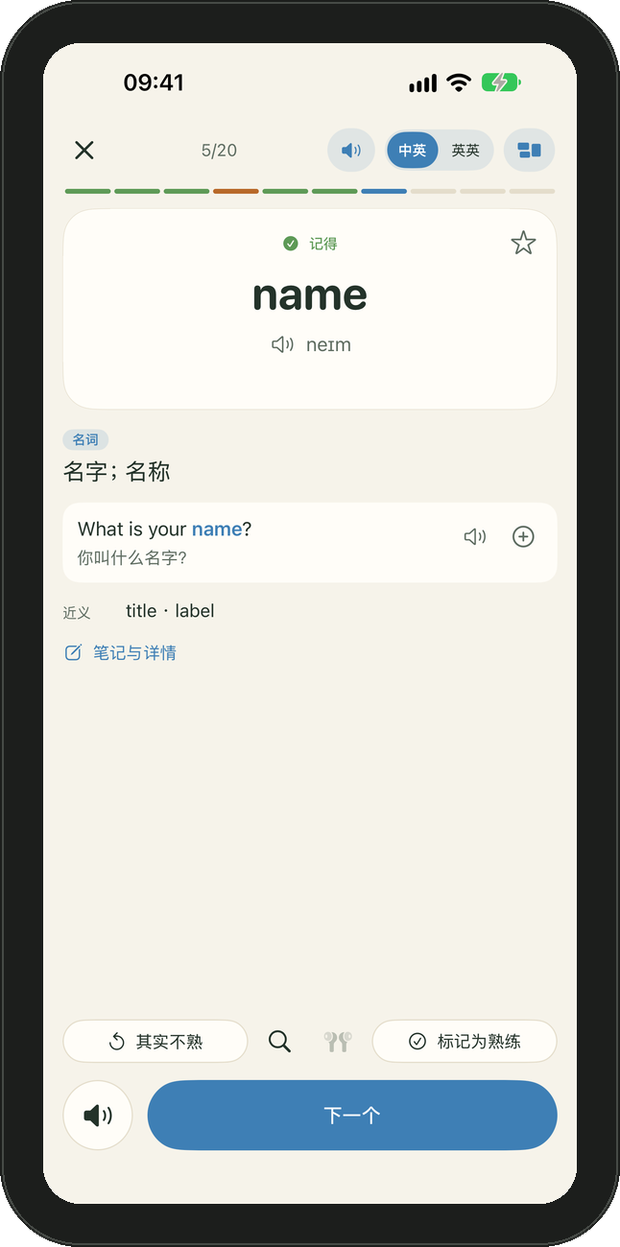 09:41
5/20
中英
英英
记得
name
neɪm
名词
名字；名称
What is your name?
你叫什么名字?
近义 title · label
笔记与详情
其实不熟
标记为熟练
下一个